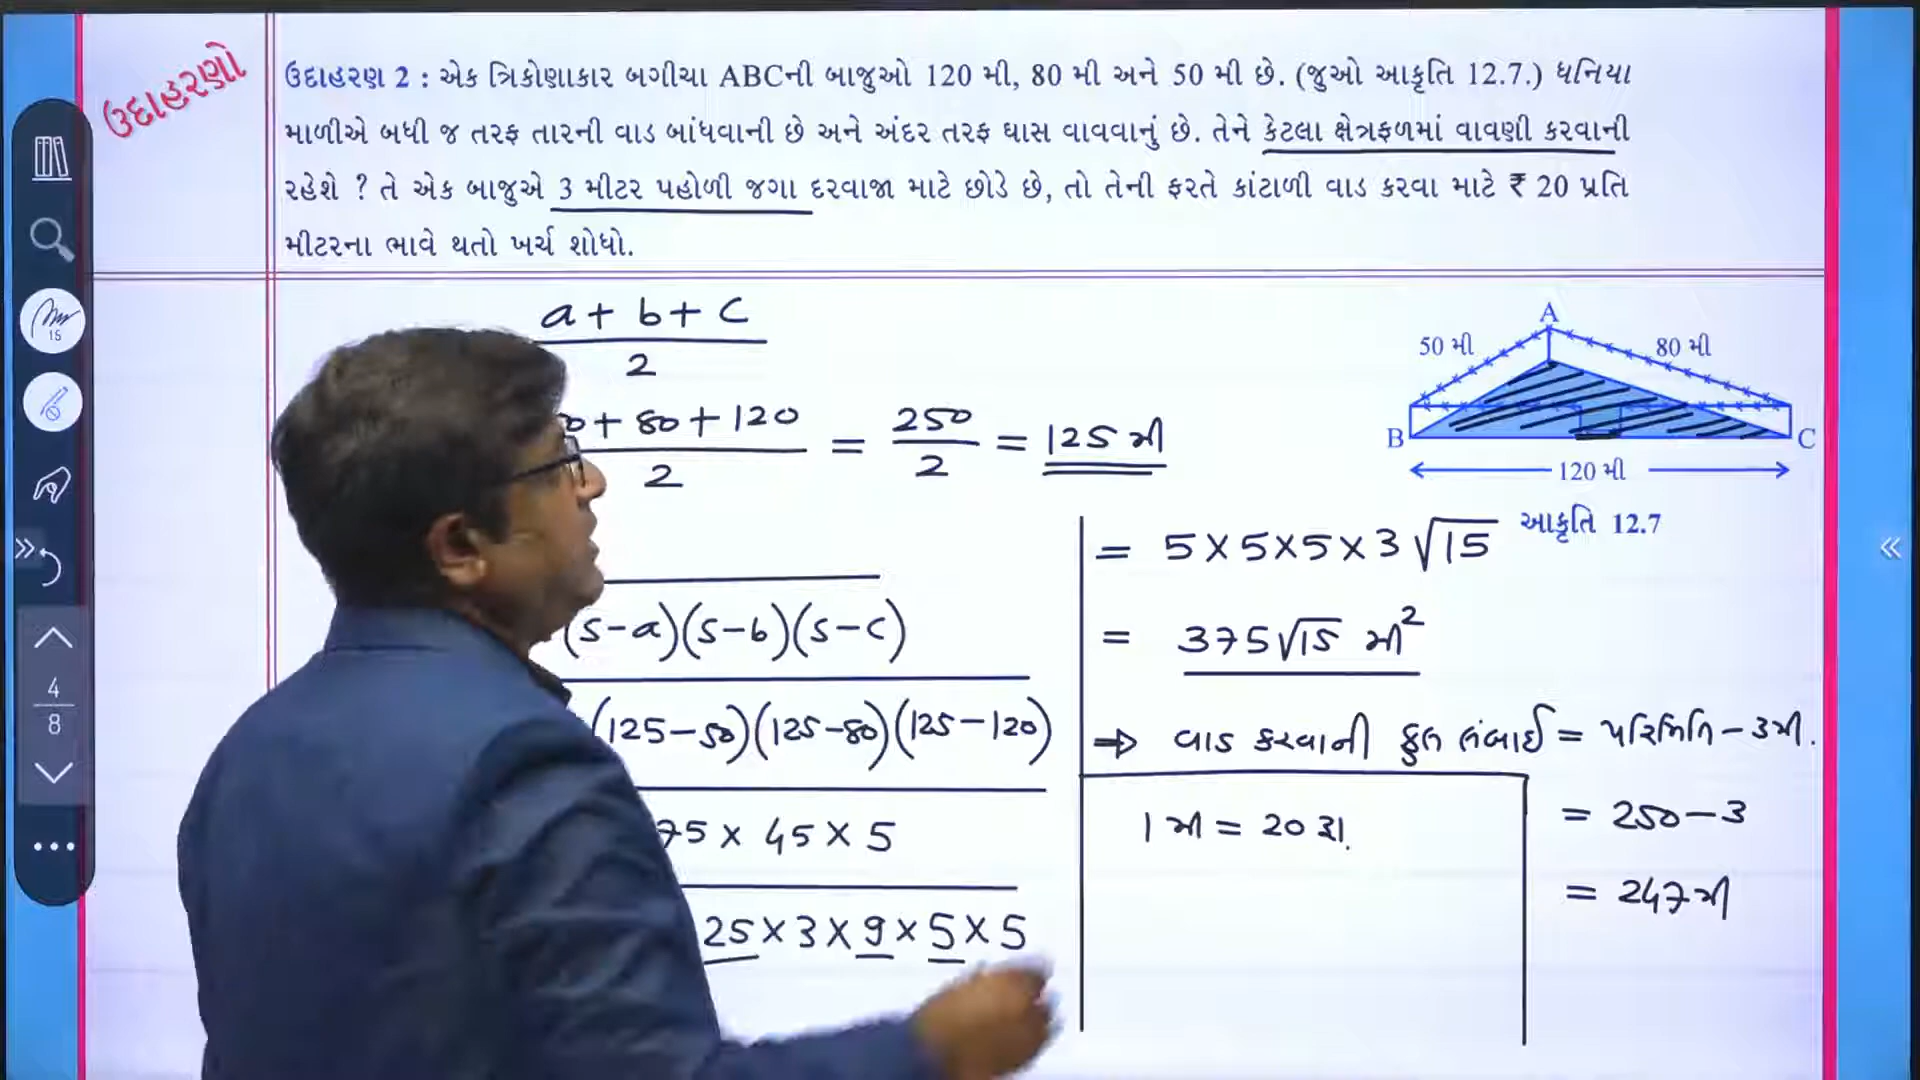 ઉદાહરણો
ઉદાહરણ 2 : એક ત્રિકોણાકાર બગીચા ABCની બાજુઓ 120 મી, 80 મી અને 50 મી છે. (જુઓ આકૃતિ 12.7.) ધનિયા
માળીએ બધી જ તરફ તારની વાડ બાંધવાની છે અને અંદર તરફ ઘાસ વાવવાનું છે. તેને કેટલા ક્ષેત્રફળમાં વાવણી કરવાની
રહેશે ? તે એક બાજુએ 3 મીટર પહોળી જગા દરવાજા માટે છોડે છે, તો તેની ફરતે કાંટાળી વાડ કરવા માટે ₹ 20 પ્રતિ
મીટરના ભાવે થતો ખર્ચ શોધો.
a + b + c
2
0 + 80 + 120
2
= 250
2
= 125 મી
(s-a)(s-b)(s-c)
(125-50)(125-80)(125-120)
75 × 45 × 5
25 × 3 × 9 × 5 × 5
A
50 મી
80 મી
B
C
120 મી
આકૃતિ 12.7
= 5×5×5×3√15
= 375√15 મી²
⇒ વાડ કરવાની કુલ લંબાઈ = પરિમિતિ - 3મી.
= 250-3
= 247મી
1 મી = 20 રૂા.
15
4
8